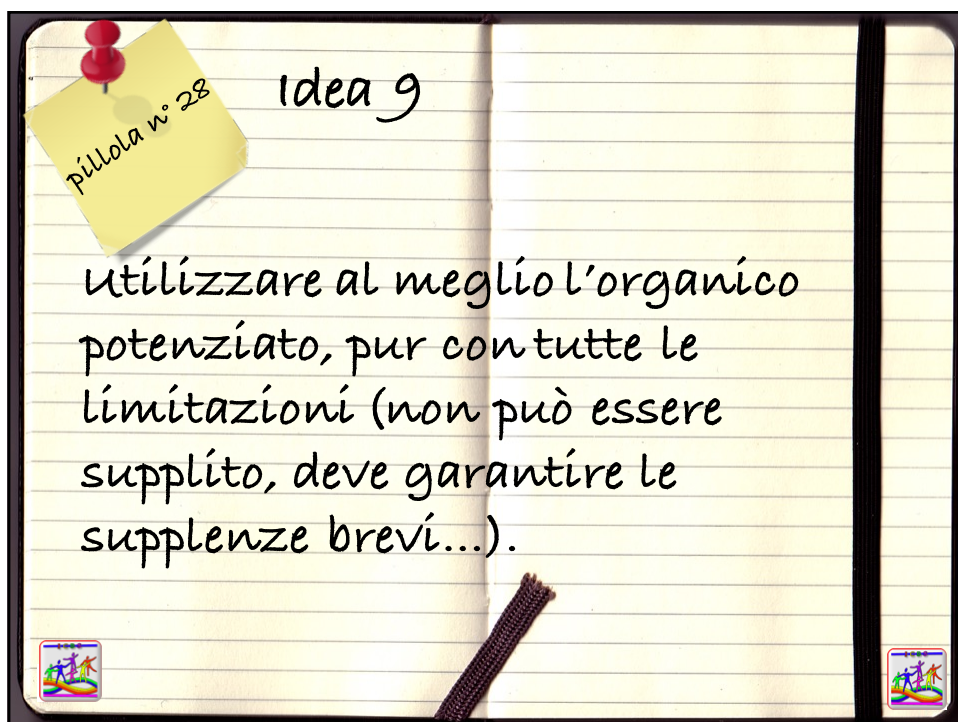 pillola n° 28
Idea 9
Utilizzare al meglio l'organico
potenziato, pur con tutte le
limitazioni (non può essere
supplito, deve garantire le
supplenze brevi...).